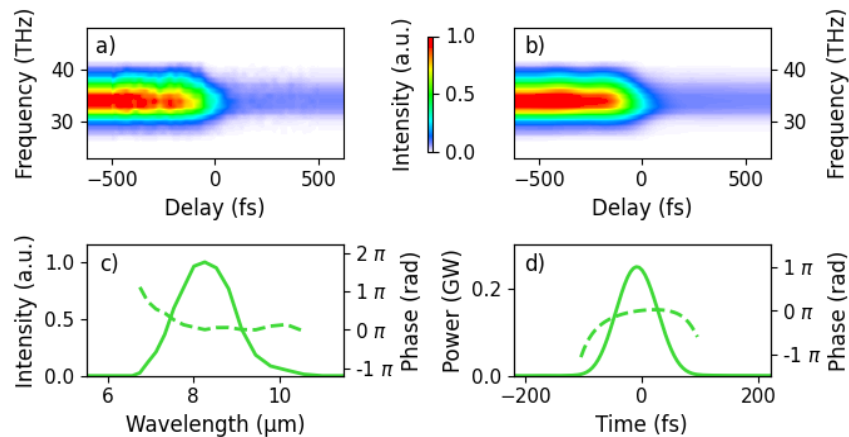 a)
Frequency (THz)
40
30
−500
0
500
Delay (fs)
Intensity (a.u.)
1.0
0.5
0.0
b)
40
30
Frequency (THz)
−500
0
500
Delay (fs)
c)
Intensity (a.u.)
1.0
0.5
0.0
2 π
1 π
0 π
-1 π
Phase (rad)
6
8
10
Wavelength (μm)
d)
Power (GW)
0.2
0.0
1 π
0 π
-1 π
Phase (rad)
−200
0
200
Time (fs)